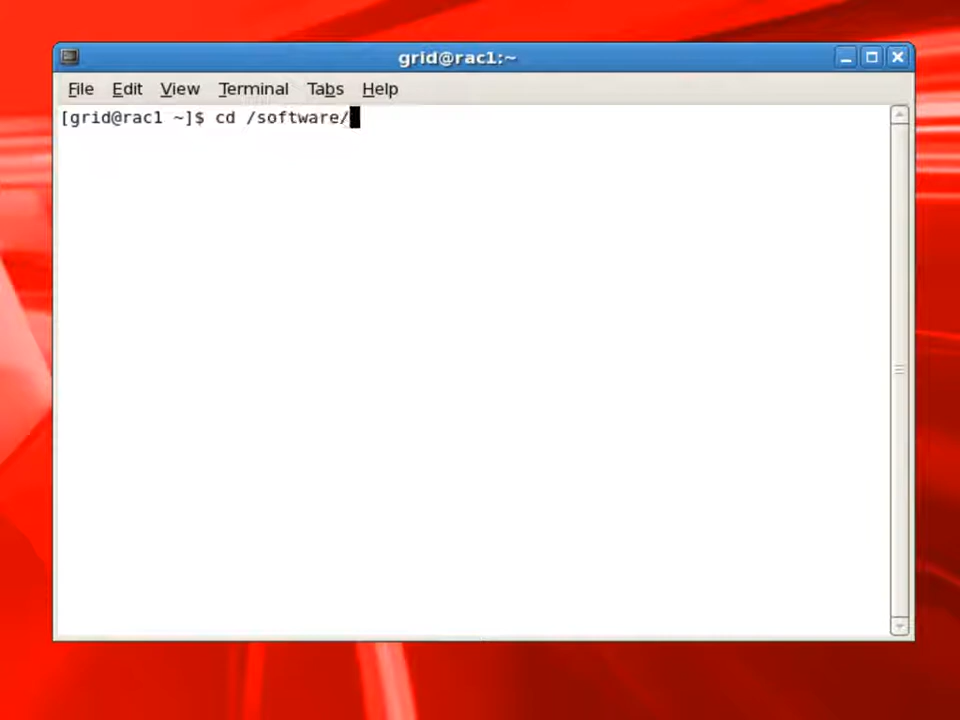 grid@rac1:~
File Edit View Terminal Tabs Help
[grid@rac1 ~]$ cd /software/